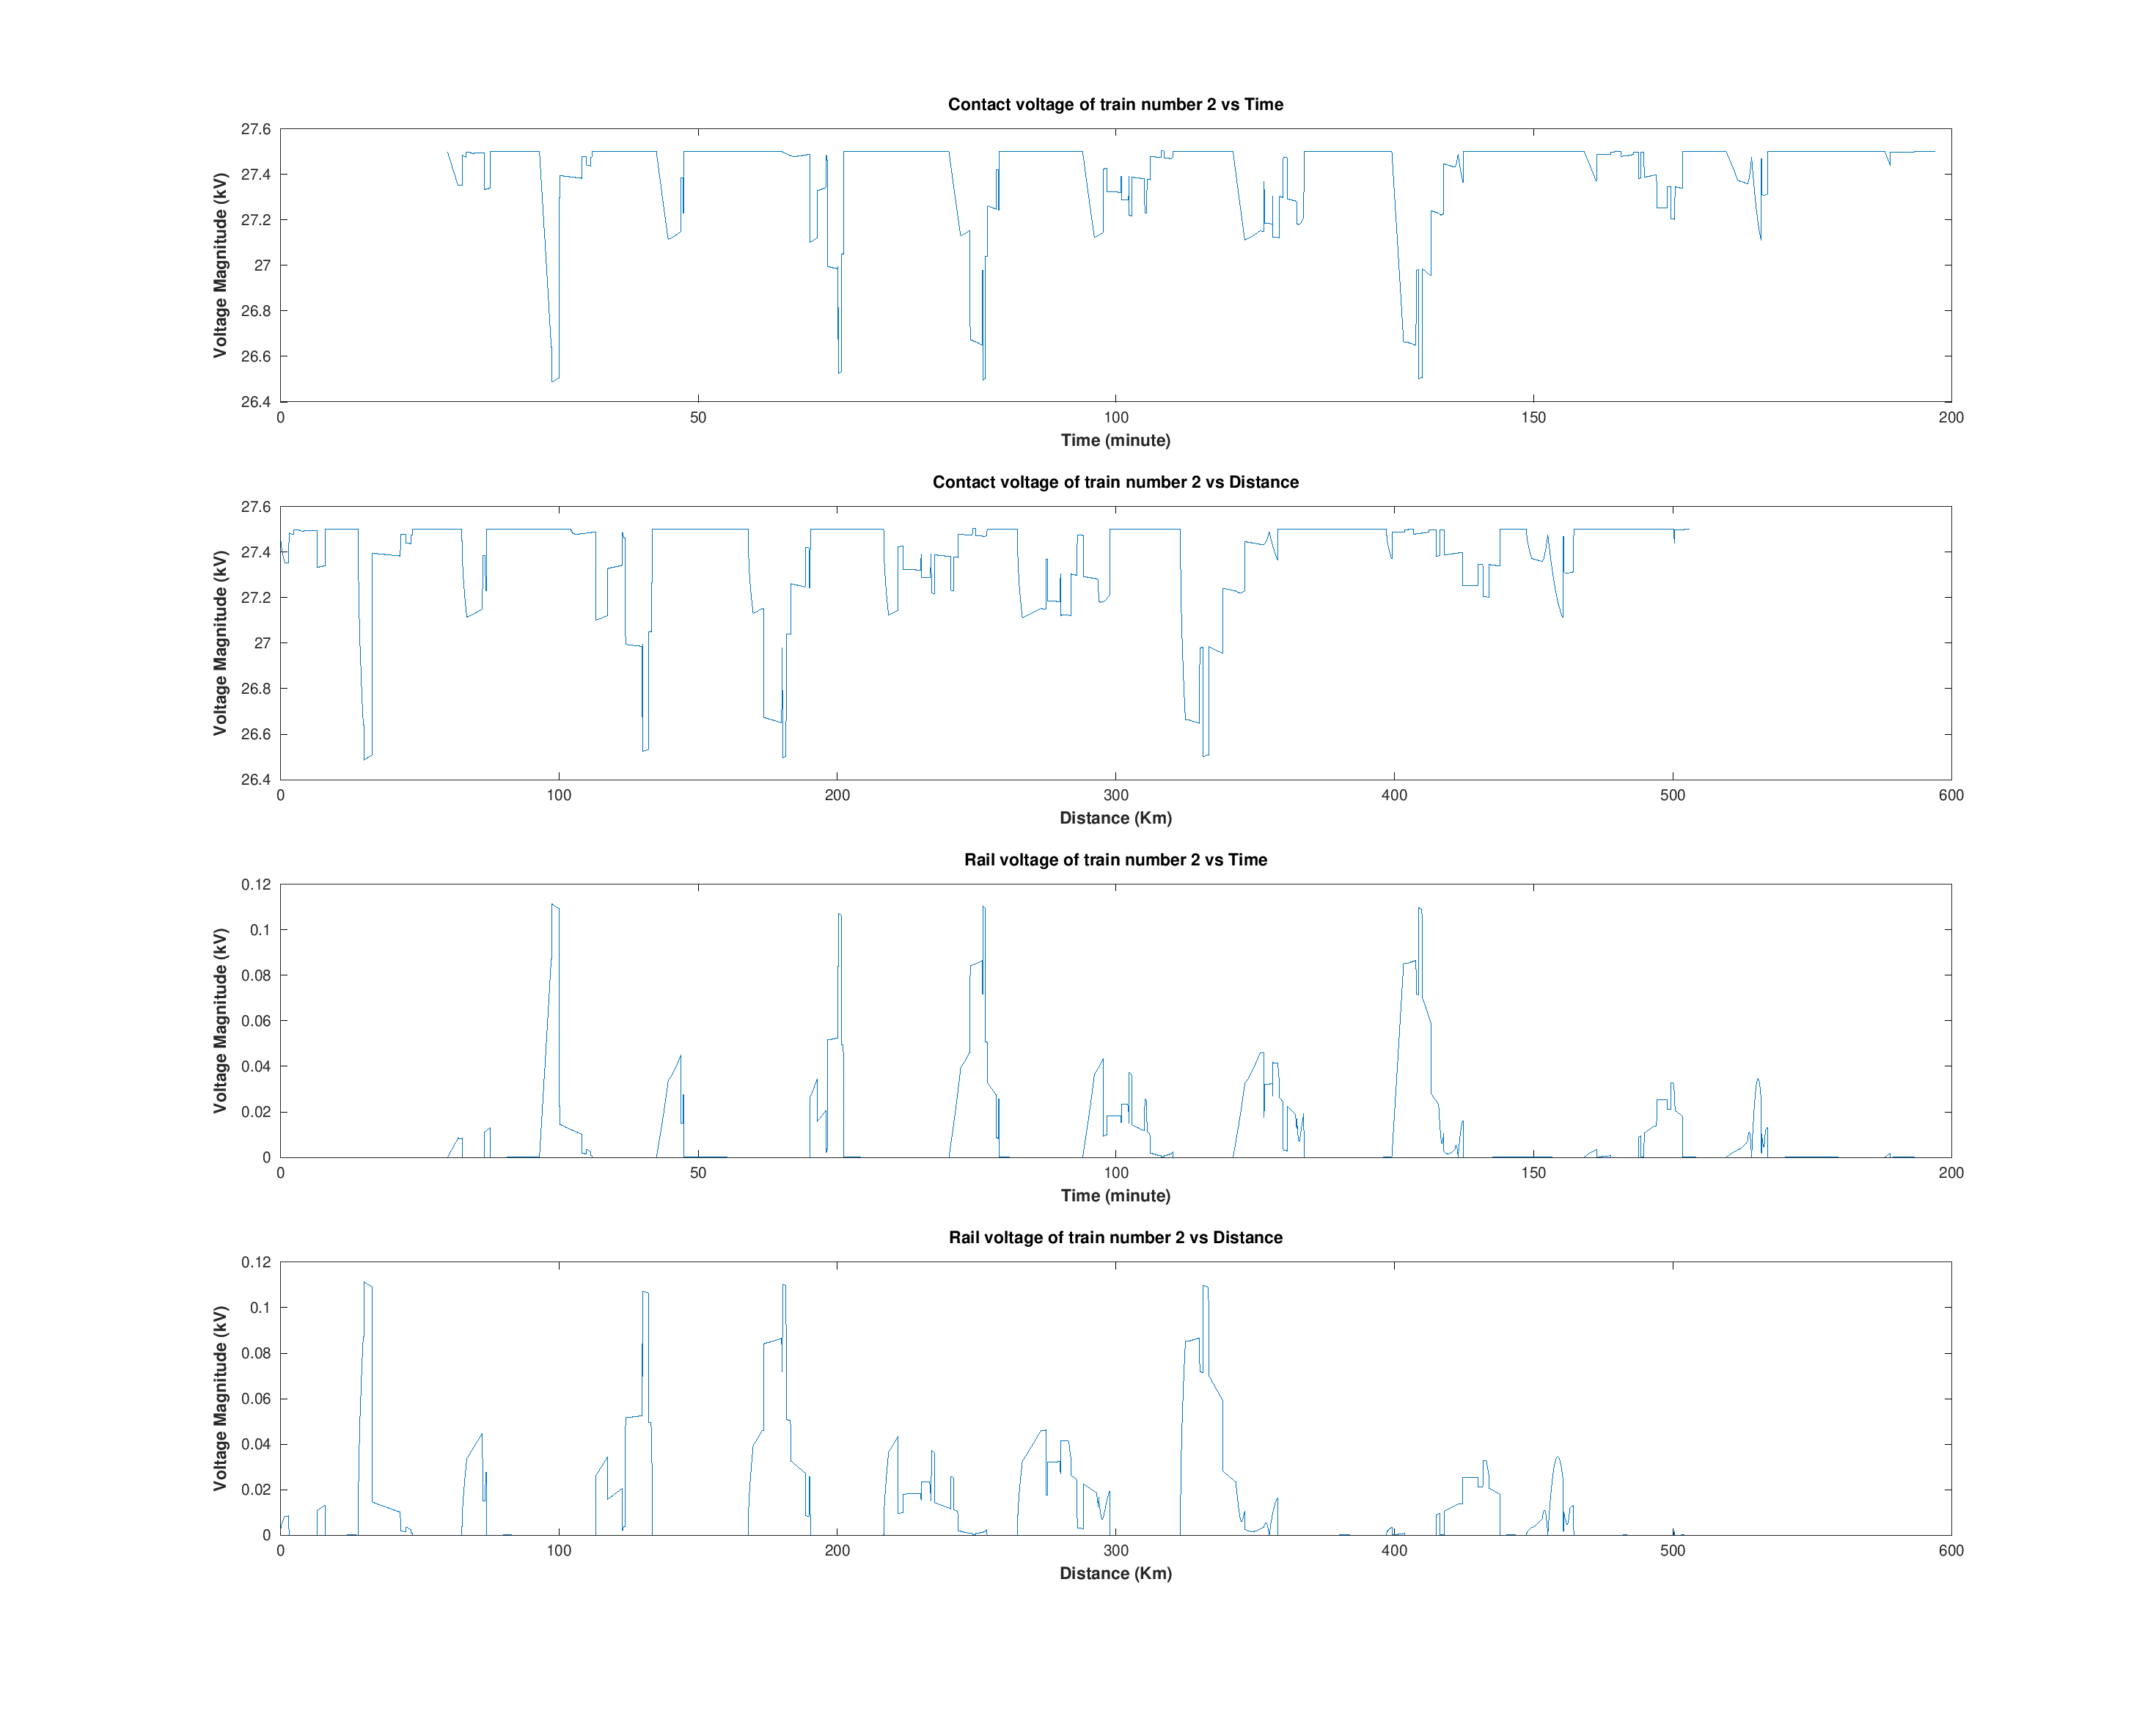 Contact voltage of train number 2 vs Time
27.6
27.4
27.2
27
26.8
26.6
26.4
Voltage Magnitude (kV)
0 50 100 150 200
Time (minute)
Contact voltage of train number 2 vs Distance
27.6
27.4
27.2
27
26.8
26.6
26.4
Voltage Magnitude (kV)
0 100 200 300 400 500 600
Distance (Km)
Rail voltage of train number 2 vs Time
0.12
0.1
0.08
0.06
0.04
0.02
0
Voltage Magnitude (kV)
0 50 100 150 200
Time (minute)
Rail voltage of train number 2 vs Distance
0.12
0.1
0.08
0.06
0.04
0.02
0
Voltage Magnitude (kV)
0 100 200 300 400 500 600
Distance (Km)